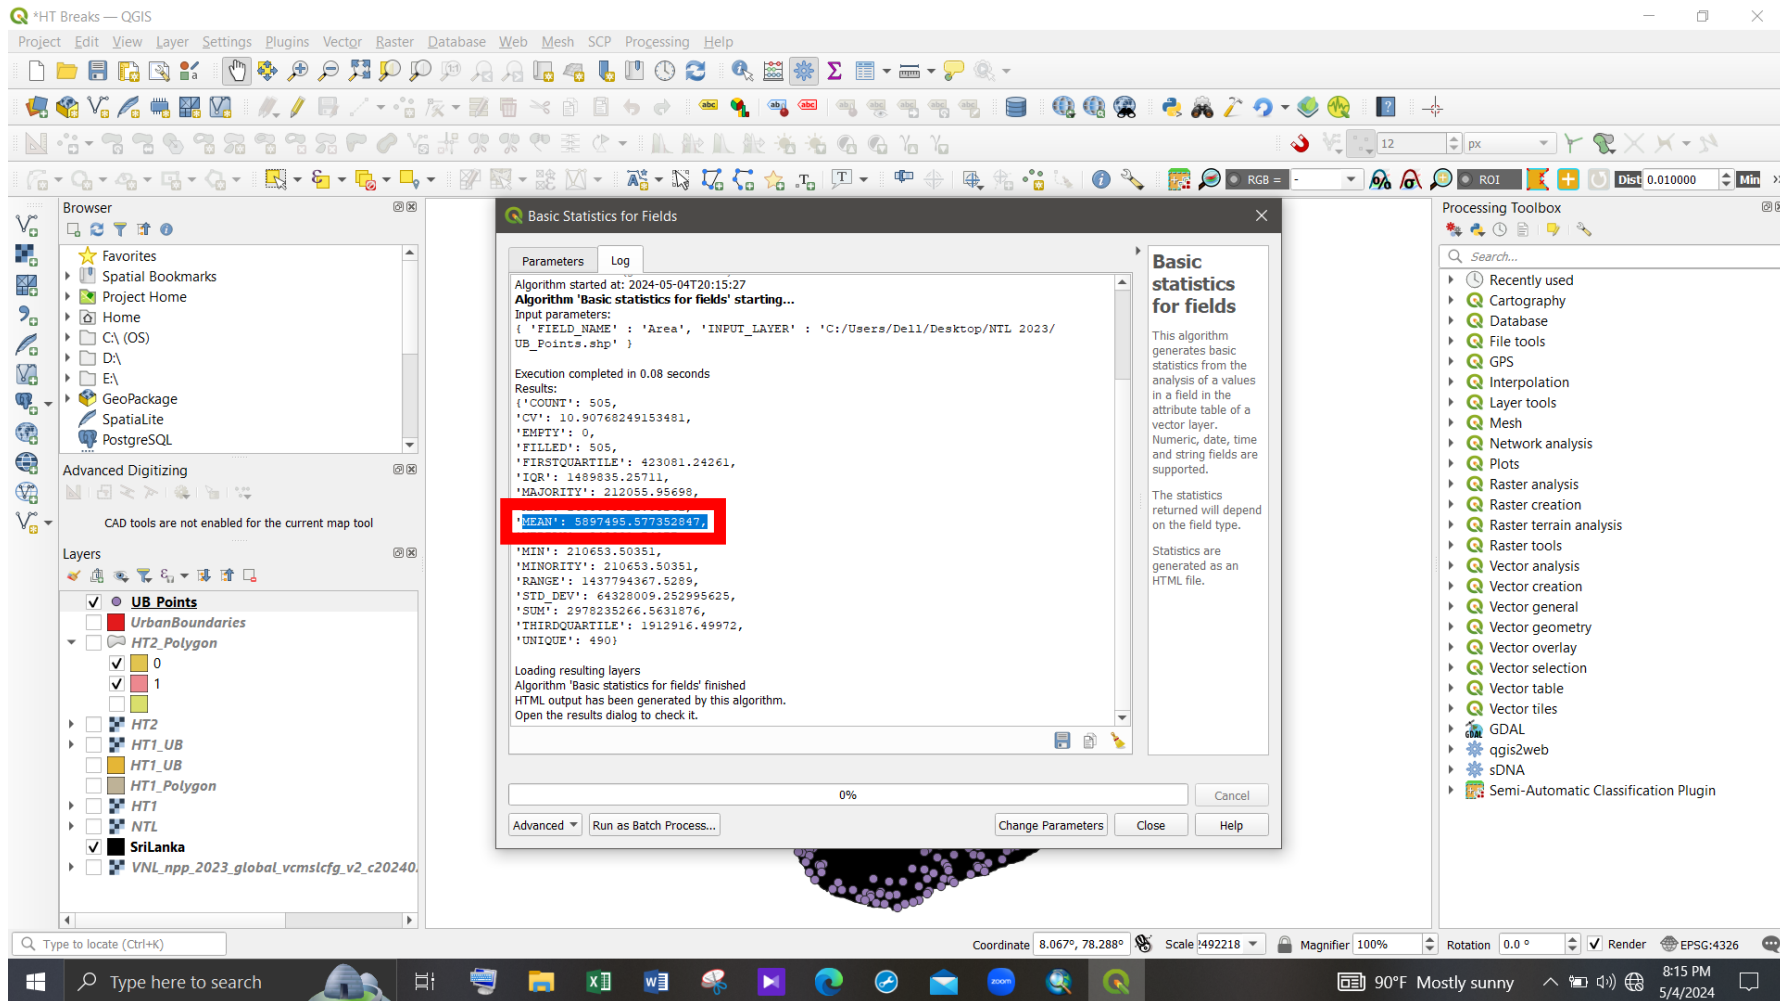 *HT Breaks — QGIS
Project Edit View Layer Settings Plugins Vector Raster Database Web Mesh SCP Processing Help
12 px
RGB = - ROI Dist 0.010000 Min
Browser
Favorites
Spatial Bookmarks
Project Home
Home
C:\ (OS)
D:\
E:\
GeoPackage
SpatiaLite
PostgreSQL
Advanced Digitizing
CAD tools are not enabled for the current map tool
Layers
UB_Points
UrbanBoundaries
HT2_Polygon
0
1
HT2
HT1_UB
HT1_UB
HT1_Polygon
HT1
NTL
SriLanka
VNL_npp_2023_global_vcmslcfg_v2_c20240.
Basic Statistics for Fields
Parameters Log
Algorithm started at: 2024-05-04T20:15:27
Algorithm 'Basic statistics for fields' starting...
Input parameters:
{ 'FIELD_NAME' : 'Area', 'INPUT_LAYER' : 'C:/Users/Dell/Desktop/NTL 2023/
UB_Points.shp' }
Execution completed in 0.08 seconds
Results:
{'COUNT': 505,
'CV': 10.90768249153481,
'EMPTY': 0,
'FILLED': 505,
'FIRSTQUARTILE': 423081.24261,
'IQR': 1489835.25711,
'MAJORITY': 212055.95698,
'MEAN': 5897495.577352847,
'MIN': 210653.50351,
'MINORITY': 210653.50351,
'RANGE': 1437794367.5289,
'STD_DEV': 64328009.252995625,
'SUM': 2978235266.5631876,
'THIRDQUARTILE': 1912916.49972,
'UNIQUE': 490}
Loading resulting layers
Algorithm 'Basic statistics for fields' finished
HTML output has been generated by this algorithm.
Open the results dialog to check it.
0%
Cancel
Advanced Run as Batch Process... Change Parameters Close Help
Basic
statistics
for fields
This algorithm
generates basic
statistics from the
analysis of a values
in a field in the
attribute table of a
vector layer.
Numeric, date, time
and string fields are
supported.
The statistics
returned will depend
on the field type.
Statistics are
generated as an
HTML file.
Processing Toolbox
Search...
Recently used
Cartography
Database
File tools
GPS
Interpolation
Layer tools
Mesh
Network analysis
Plots
Raster analysis
Raster creation
Raster terrain analysis
Raster tools
Vector analysis
Vector creation
Vector general
Vector geometry
Vector overlay
Vector selection
Vector table
Vector tiles
GDAL
qgis2web
sDNA
Semi-Automatic Classification Plugin
Type to locate (Ctrl+K) Coordinate 8.067°, 78.288° Scale !492218 Magnifier 100% Rotation 0.0 ° Render EPSG:4326
Type here to search 90°F Mostly sunny 8:15 PM
5/4/2024